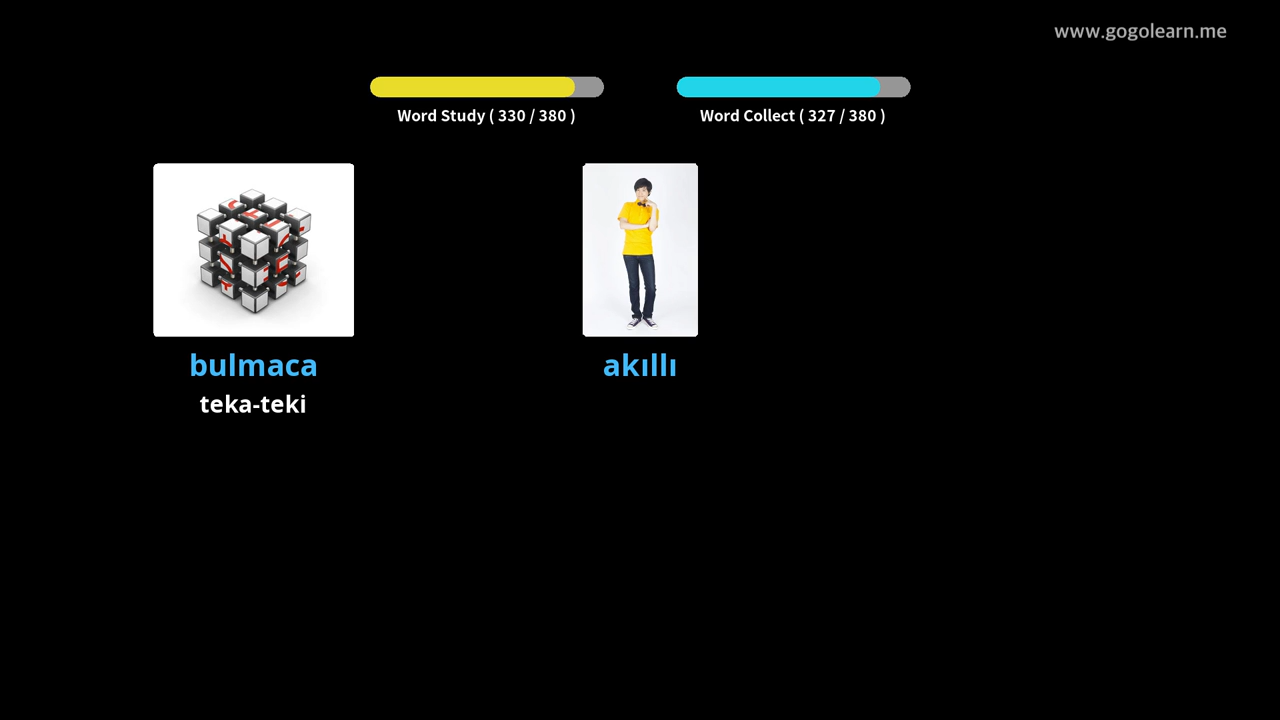 www.gogolearn.me
Word Study ( 330 / 380 )
Word Collect ( 327 / 380 )
bulmaca
akıllı
teka-teki